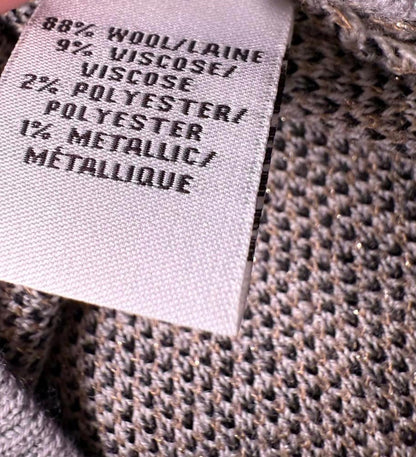 88% WOOL/LAINE
9% VISCOSE/
VISCOSE
2% POLYESTER/
POLYESTER
1% METALLIC/
MÉTALLIQUE